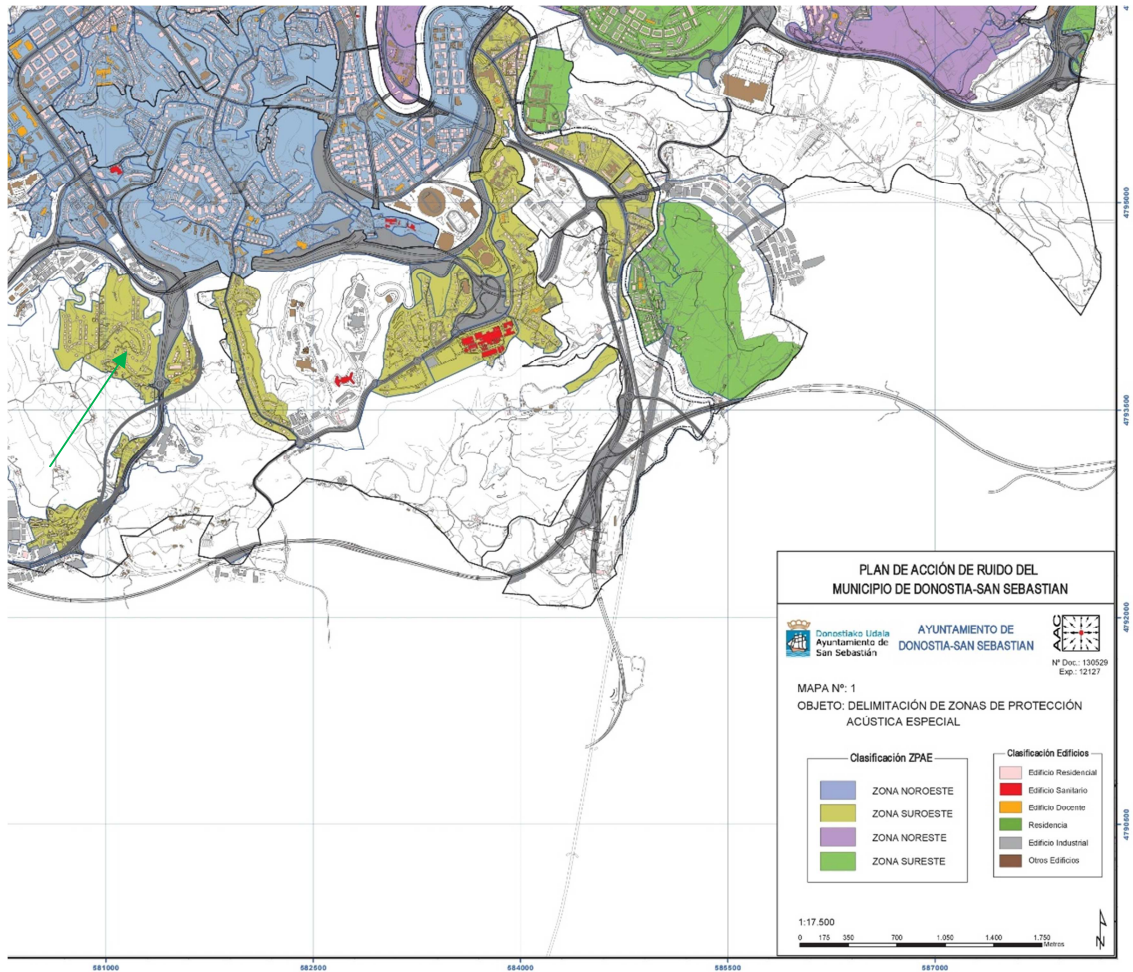 4
4795000
4793500
4792000
4790500
PLAN DE ACCIÓN DE RUIDO DEL
MUNICIPIO DE DONOSTIA-SAN SEBASTIAN
Donostiako Udala
Ayuntamiento de
San Sebastián
AYUNTAMIENTO DE
DONOSTIA-SAN SEBASTIAN
AAC
Nº Doc.: 130529
Exp.: 12127
MAPA Nº: 1
OBJETO: DELIMITACIÓN DE ZONAS DE PROTECCIÓN
ACÚSTICA ESPECIAL
Clasificación ZPAE
ZONA NOROESTE
ZONA SUROESTE
ZONA NORESTE
ZONA SURESTE
Clasificación Edificios
Edificio Residencial
Edificio Sanitario
Edificio Docente
Residencia
Edificio Industrial
Otros Edificios
1:17.500
0 175 350 700 1.050 1.400 1.750
Metros
N
581000 582500 584000 585500 587000